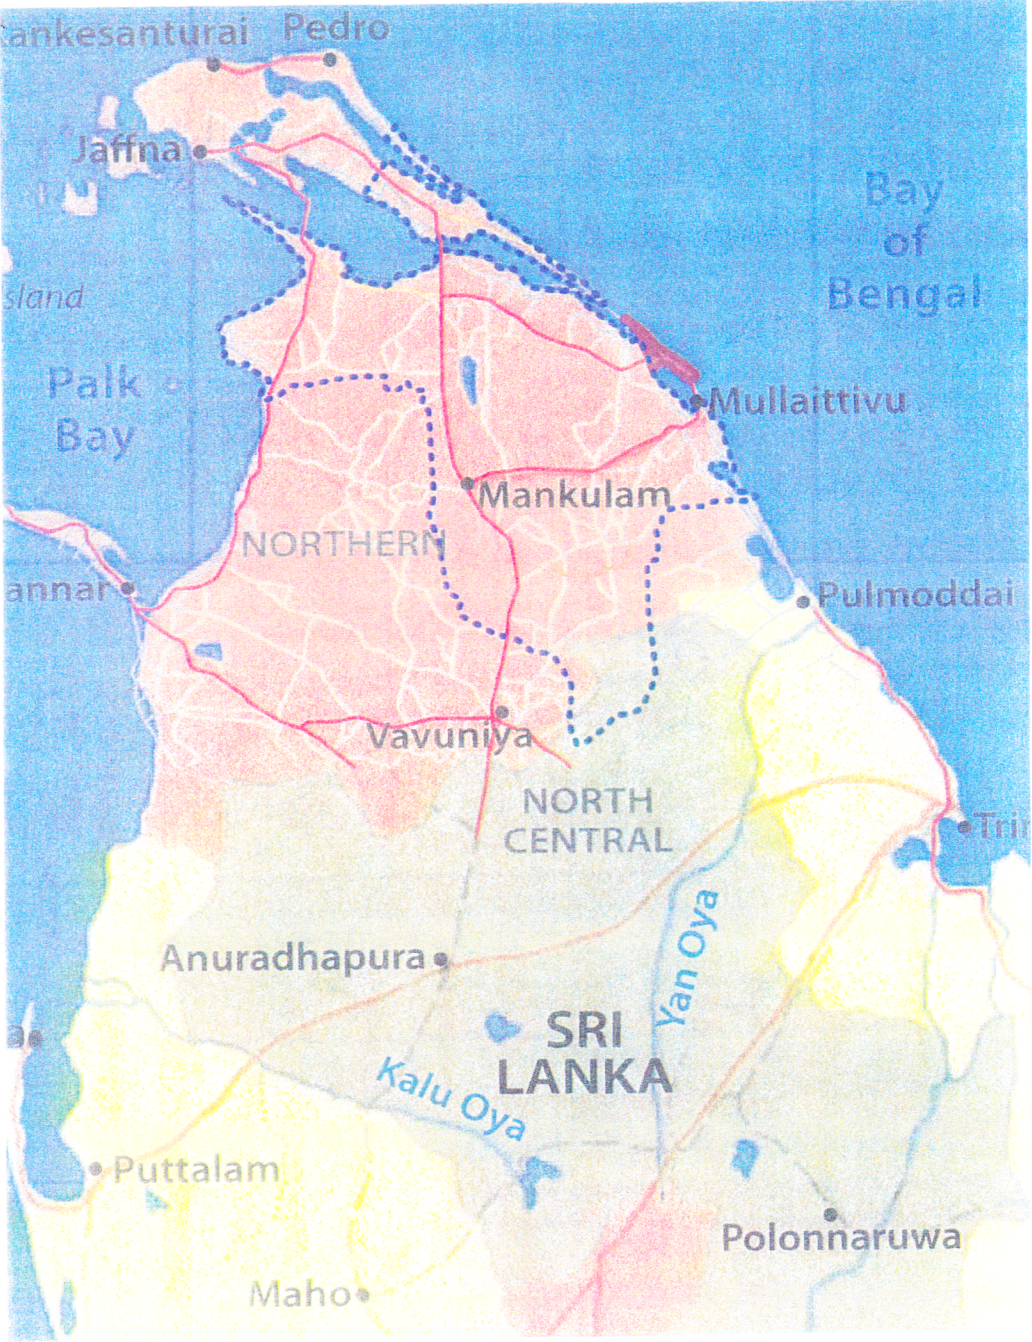 ankesanturai
Pedro
Jaffna
Bay
of
Bengal
sland
Palk
Bay
Mullaittivu
Mankulam
NORTHERN
annar
Pulmoddai
Vavuniya
NORTH
CENTRAL
Trin
Anuradhapura
Yan Oya
SRI
LANKA
Kalu Oya
a
Puttalam
Polonnaruwa
Maho